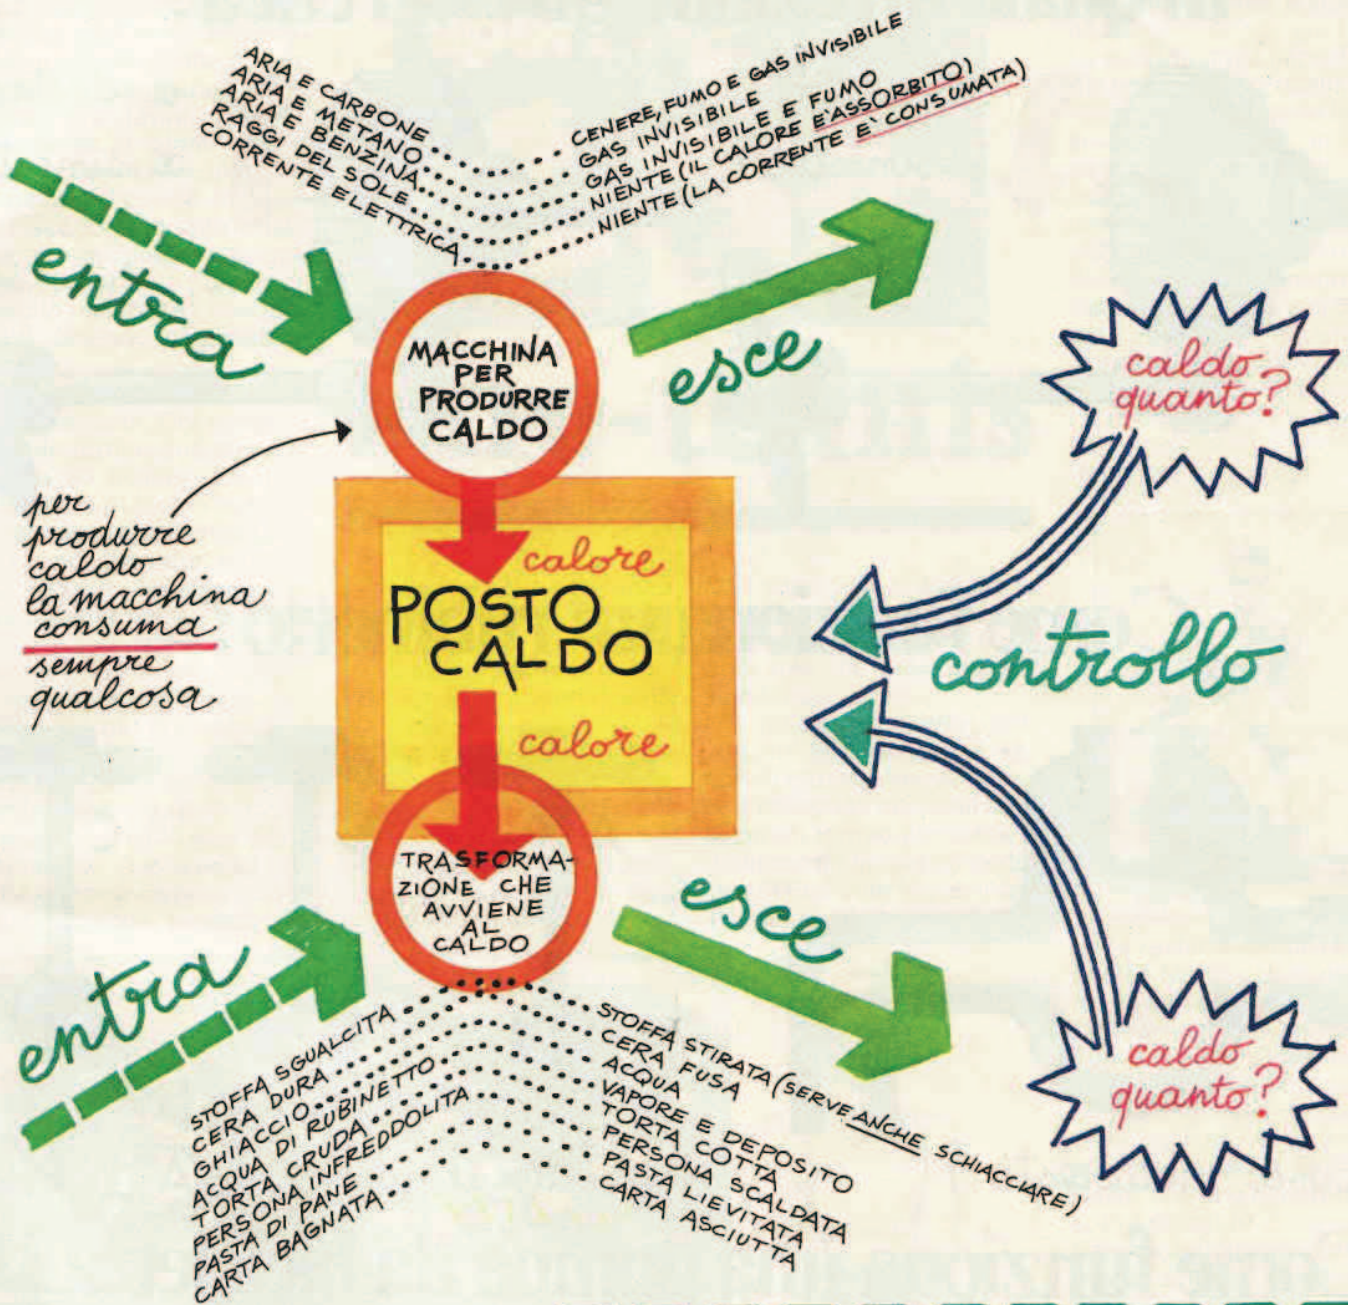 ARIA E CARBONE
ARIA E METANO
ARIA E BENZINA
RAGGI DEL SOLE
CORRENTE ELETTRICA
CENERE, FUMO E GAS INVISIBILE
GAS INVISIBILE
GAS INVISIBILE E FUMO
NIENTE (IL CALORE E' ASSORBITO)
NIENTE (LA CORRENTE E' CONSUMATA)
entra
esce
MACCHINA
PER
PRODURRE
CALDO
caldo
quanto?
per
produrre
caldo
la macchina
consuma
sempre
qualcosa
calore
POSTO
CALDO
calore
controllo
TRASFORMA-
ZIONE CHE
AVVIENE
AL
CALDO
entra
esce
caldo
quanto?
STOFFA SGUALCITA
CERA DURA
GHIACCIO
ACQUA DI RUBINETTO
TORTA CRUDA
PERSONA INFREDDOLITA
PASTA DI PANE
CARTA BAGNATA
STOFFA STIRATA (SERVE ANCHE SCHIACCIARE)
CERA FUSA
ACQUA
VAPORE E DEPOSITO
TORTA COTTA
PERSONA SCALDATA
PASTA LIEVITATA
CARTA ASCIUTTA